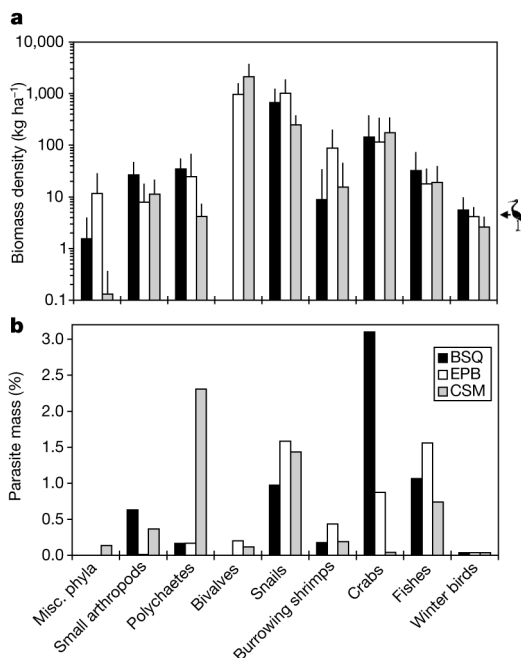 a
10,000
1,000
100
10
1
0.1
Biomass density (kg ha⁻¹)
b
3.0
2.5
2.0
1.5
1.0
0.5
0.0
Parasite mass (%)
BSQ
EPB
CSM
Misc. phyla
Small arthropods
Polychaetes
Bivalves
Snails
Burrowing shrimps
Crabs
Fishes
Winter birds